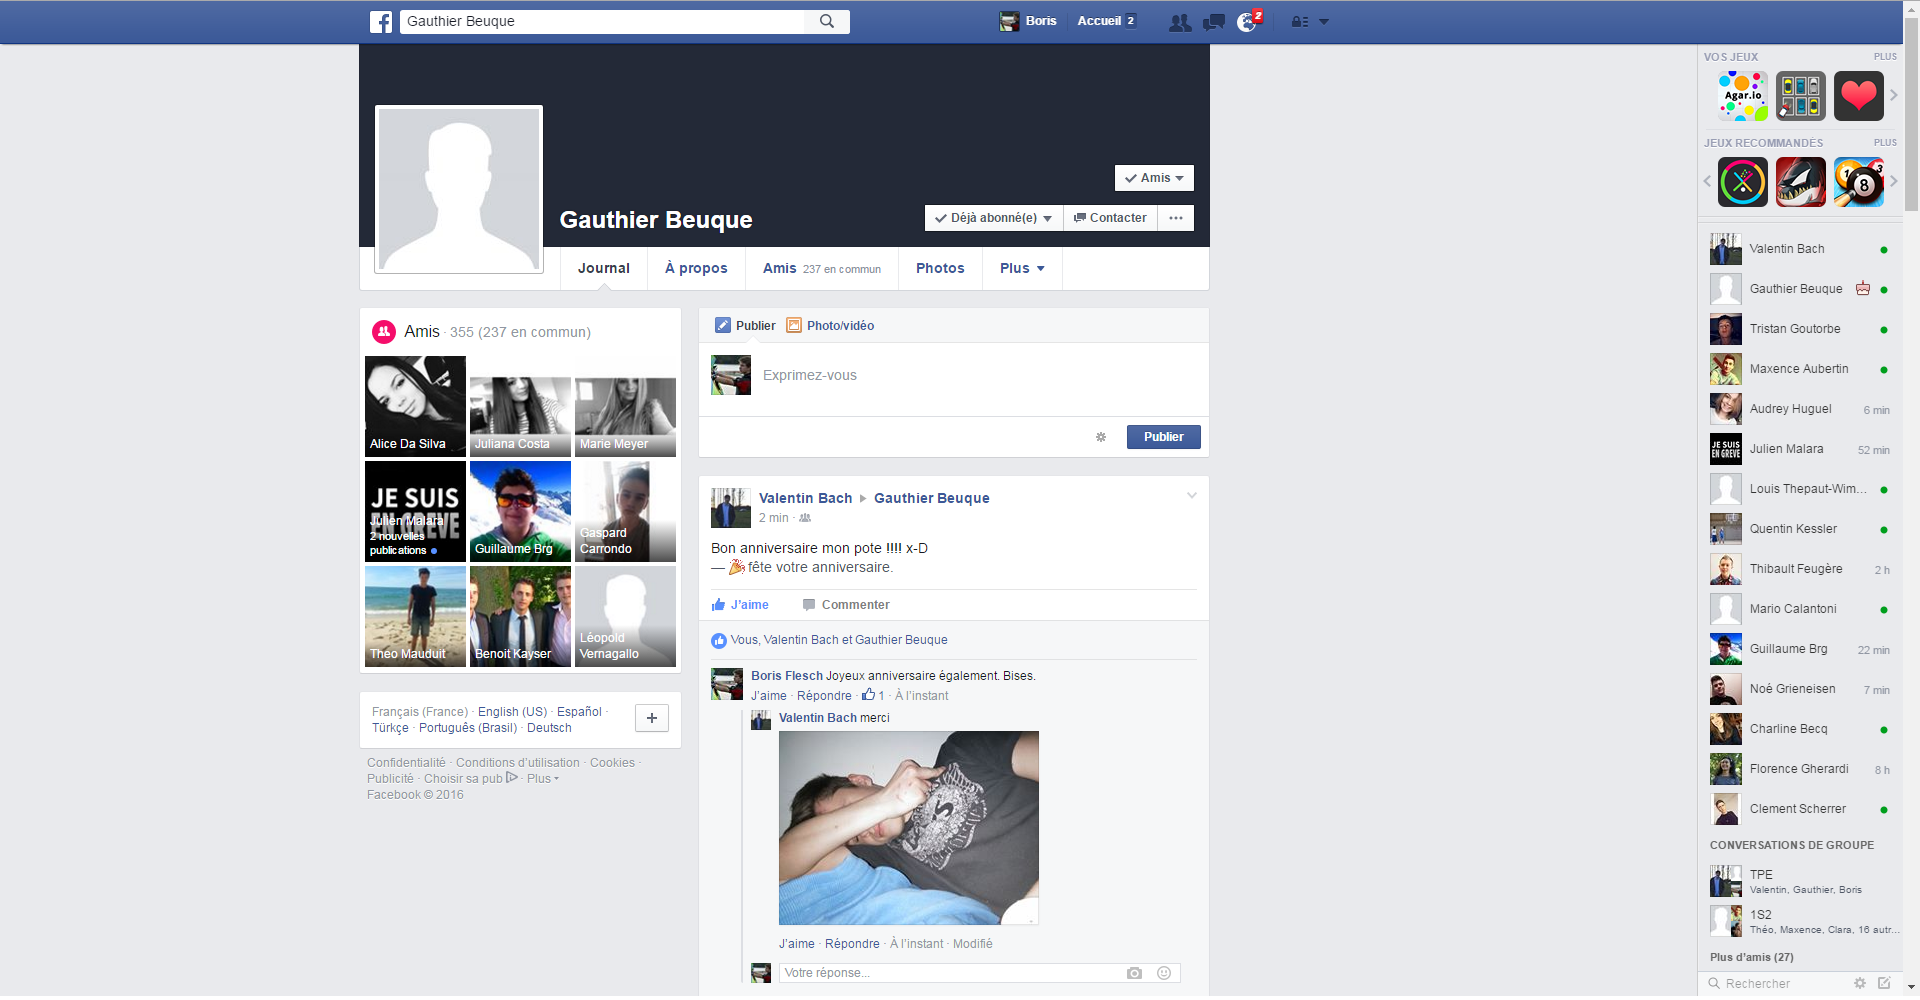 Gauthier Beuque
Boris
Accueil 2
2
Gauthier Beuque
Amis
Déjà abonné(e)
Contacter
Journal
À propos
Amis 237 en commun
Photos
Plus
Amis · 355 (237 en commun)
Alice Da Silva
Juliana Costa
Marie Meyer
JE SUIS
EN GREVE
Julien Malara
2 nouvelles
publications
Guillaume Brg
Gaspard
Carrondo
Théo Mauduit
Benoit Kayser
Léopold
Vernagallo
Français (France) · English (US) · Español ·
Türkçe · Português (Brasil) · Deutsch
Confidentialité · Conditions d'utilisation · Cookies ·
Publicité · Choisir sa pub · Plus
Facebook © 2016
Publier
Photo/vidéo
Exprimez-vous
Publier
Valentin Bach Gauthier Beuque
2 min ·
Bon anniversaire mon pote !!!! x-D
— fête votre anniversaire.
J'aime
Commenter
Vous, Valentin Bach et Gauthier Beuque
Boris Flesch Joyeux anniversaire également. Bises.
J'aime · Répondre · 1 · À l'instant
Valentin Bach merci
J'aime · Répondre · À l'instant · Modifié
Votre réponse...
VOS JEUX
PLUS
Agar.io
JEUX RECOMMANDÉS
PLUS
1
3
8
Valentin Bach
Gauthier Beuque
Tristan Goutorbe
Maxence Aubertin
Audrey Huguel 6 min
JE SUIS
EN GREVE
Julien Malara 52 min
Louis Thepaut-Wim...
Quentin Kessler
Thibault Feugère 2 h
Mario Calantoni
Guillaume Brg 22 min
Noé Grieneisen 7 min
Charline Becq
Florence Gherardi 8 h
Clement Scherrer
CONVERSATIONS DE GROUPE
TPE
Valentin, Gauthier, Boris
1S2
Théo, Maxence, Clara, 16 autr...
Plus d'amis (27)
Rechercher